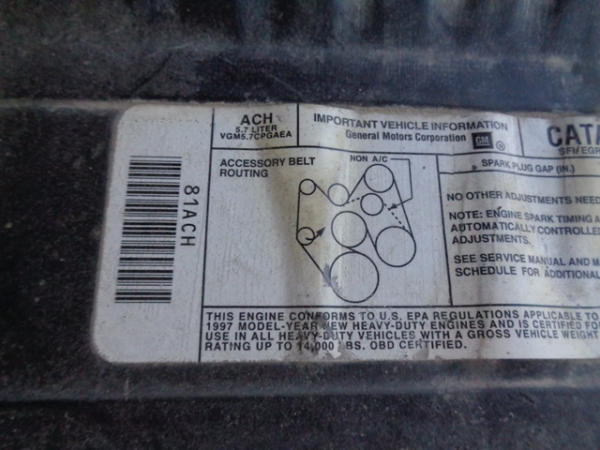 ACH
5.7 LITER
VGM5.7CPGAEA
IMPORTANT VEHICLE INFORMATION
General Motors Corporation GM ®
CATA
SFI/EGR
ACCESSORY BELT
ROUTING
NON A/C
SPARK PLUG GAP (IN.)
NO OTHER ADJUSTMENTS NEED
NOTE: ENGINE SPARK TIMING A
AUTOMATICALLY CONTROLLED
ADJUSTMENTS.
SEE SERVICE MANUAL AND M
SCHEDULE FOR ADDITIONAL
81ACH
THIS ENGINE CONFORMS TO U.S. EPA REGULATIONS APPLICABLE TO
1997 MODEL-YEAR NEW HEAVY-DUTY ENGINES AND IS CERTIFIED FO
USE IN ALL HEAVY-DUTY VEHICLES WITH A GROSS VEHICLE WEIGHT
RATING UP TO 14,000 LBS. OBD CERTIFIED.